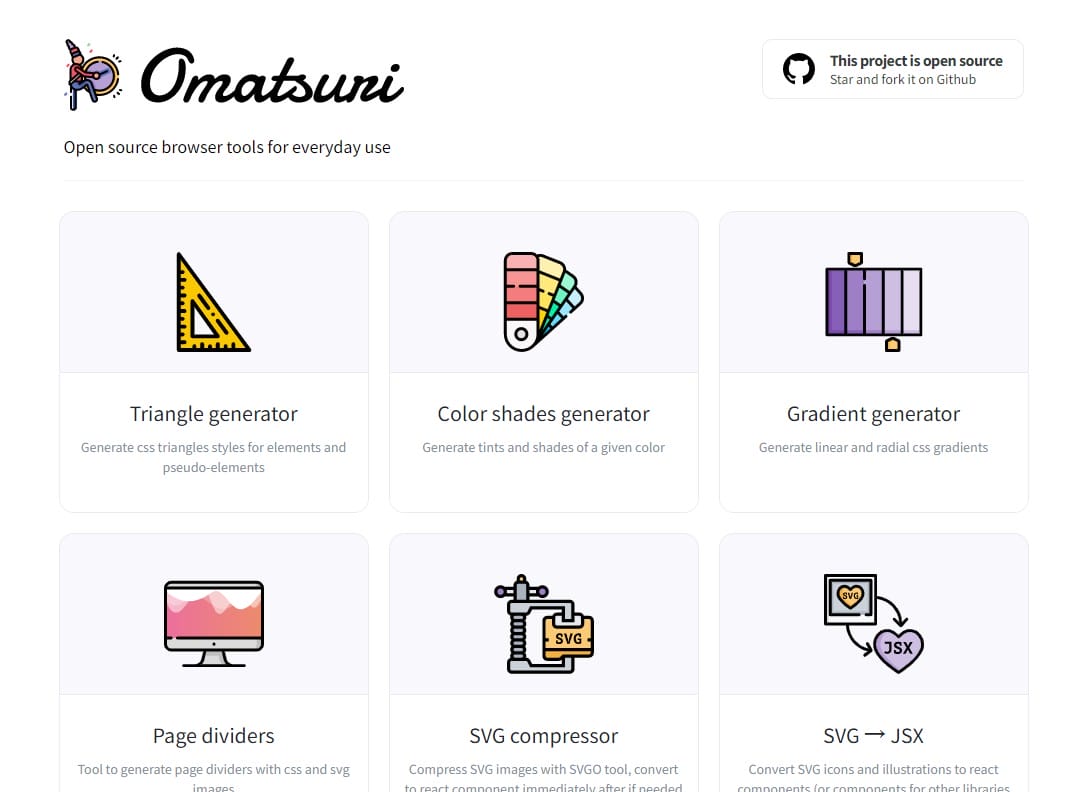 Omatsuri
This project is open source
Star and fork it on Github
Open source browser tools for everyday use
Triangle generator
Generate css triangles styles for elements and
pseudo-elements
Color shades generator
Generate tints and shades of a given color
Gradient generator
Generate linear and radial css gradients
SVG
SVG
JSX
Page dividers
Tool to generate page dividers with css and svg
images
SVG compressor
Compress SVG images with SVGO tool, convert
to react component immediately after if needed
SVG → JSX
Convert SVG icons and illustrations to react
components (or components for other libraries